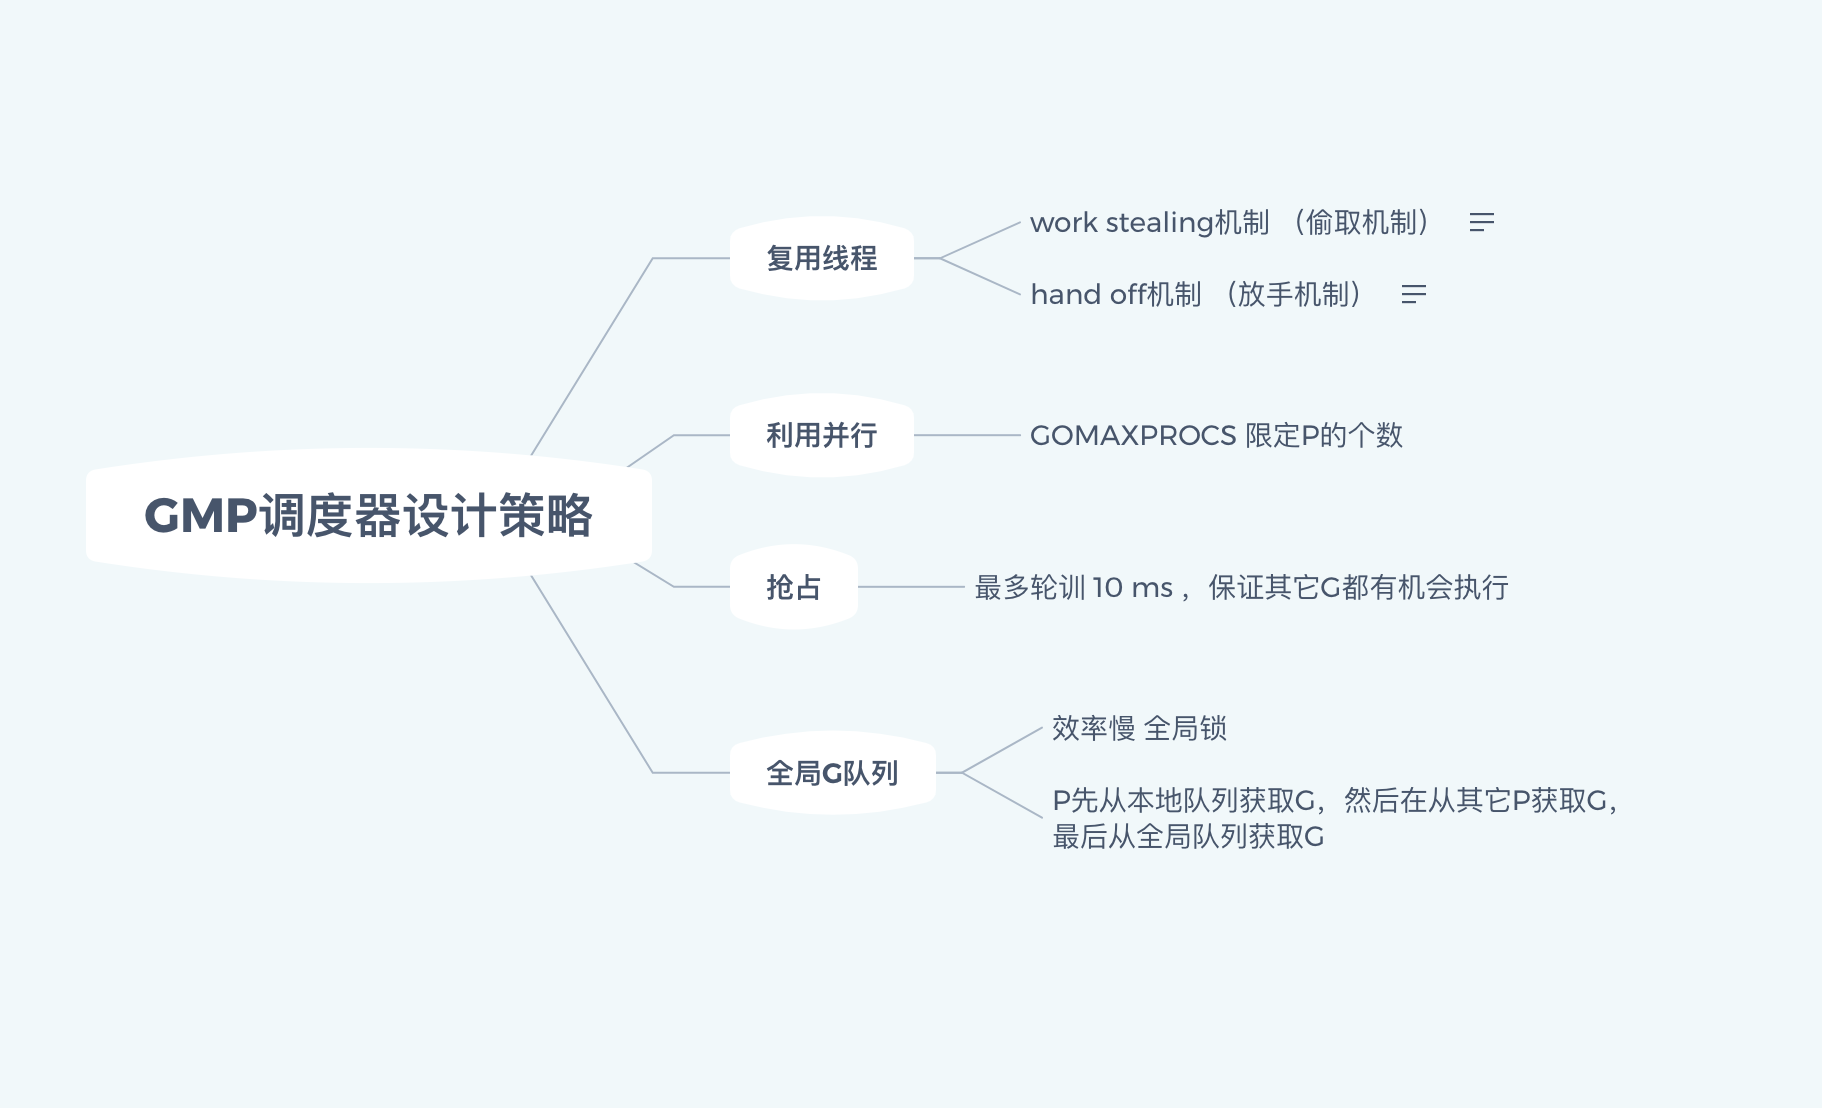 GMP调度器设计策略
复用线程
work stealing机制 （偷取机制）
hand off机制 （放手机制）
利用并行
GOMAXPROCS 限定P的个数
抢占
最多轮训 10 ms ，保证其它G都有机会执行
全局G队列
效率慢 全局锁
P先从本地队列获取G，然后在从其它P获取G，
最后从全局队列获取G